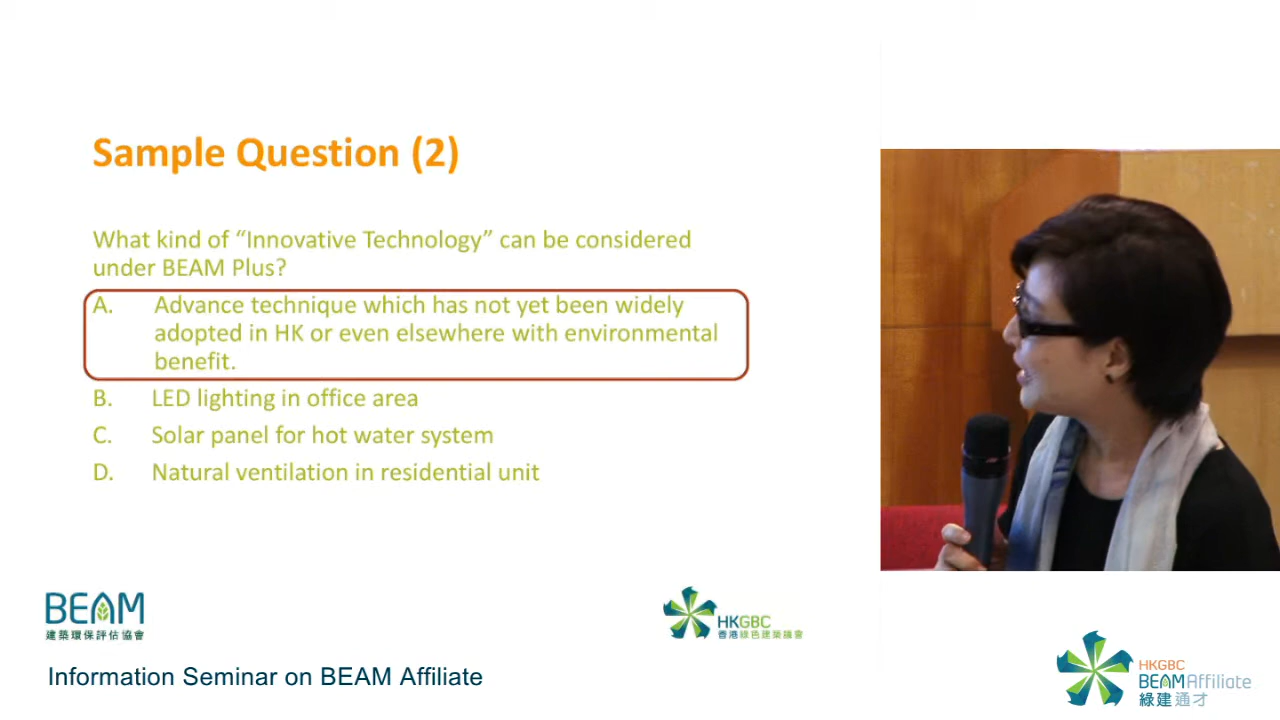 Sample Question (2)
What kind of “Innovative Technology” can be considered
under BEAM Plus?
A. Advance technique which has not yet been widely
adopted in HK or even elsewhere with environmental
benefit.
B. LED lighting in office area
C. Solar panel for hot water system
D. Natural ventilation in residential unit
BEAM
建築環保評估協會
HKGBC
香港綠色建築議會
Information Seminar on BEAM Affiliate
HKGBC
BEAM Affiliate
綠建通才